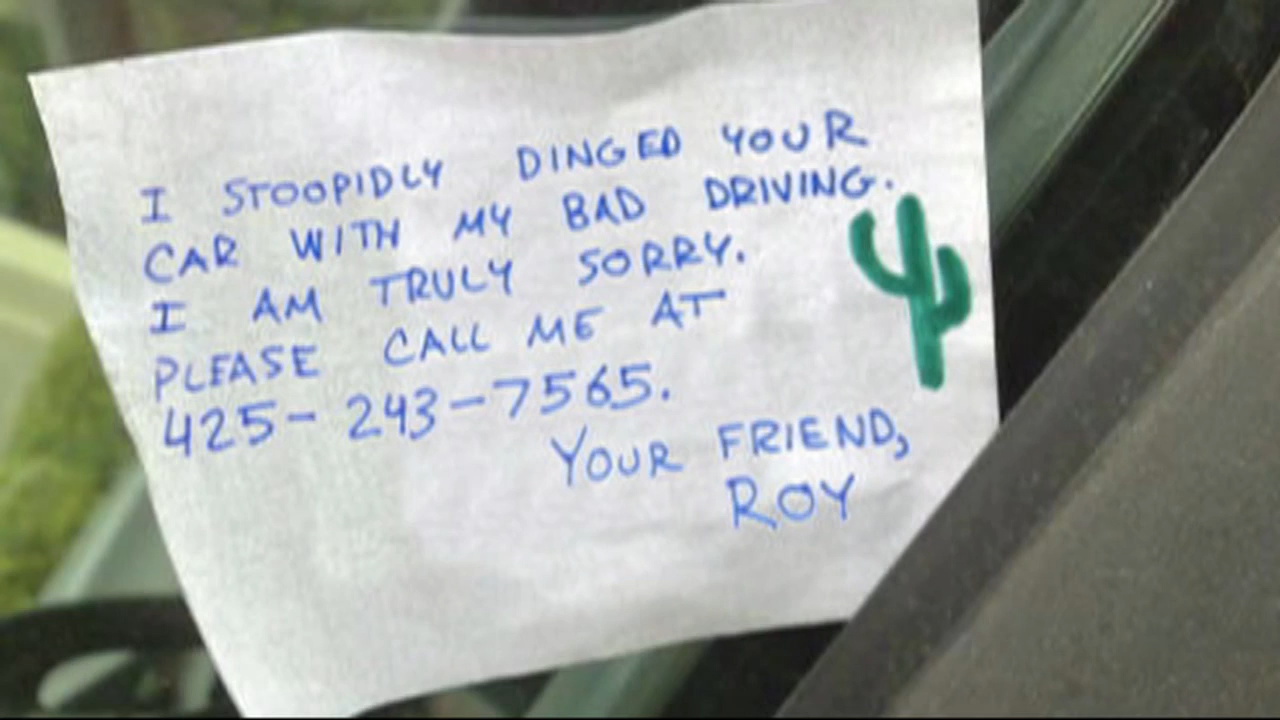 I STOOPIDLY DINGED YOUR
CAR WITH MY BAD DRIVING.
I AM TRULY SORRY.
PLEASE CALL ME AT
425-243-7565.
YOUR FRIEND,
ROY